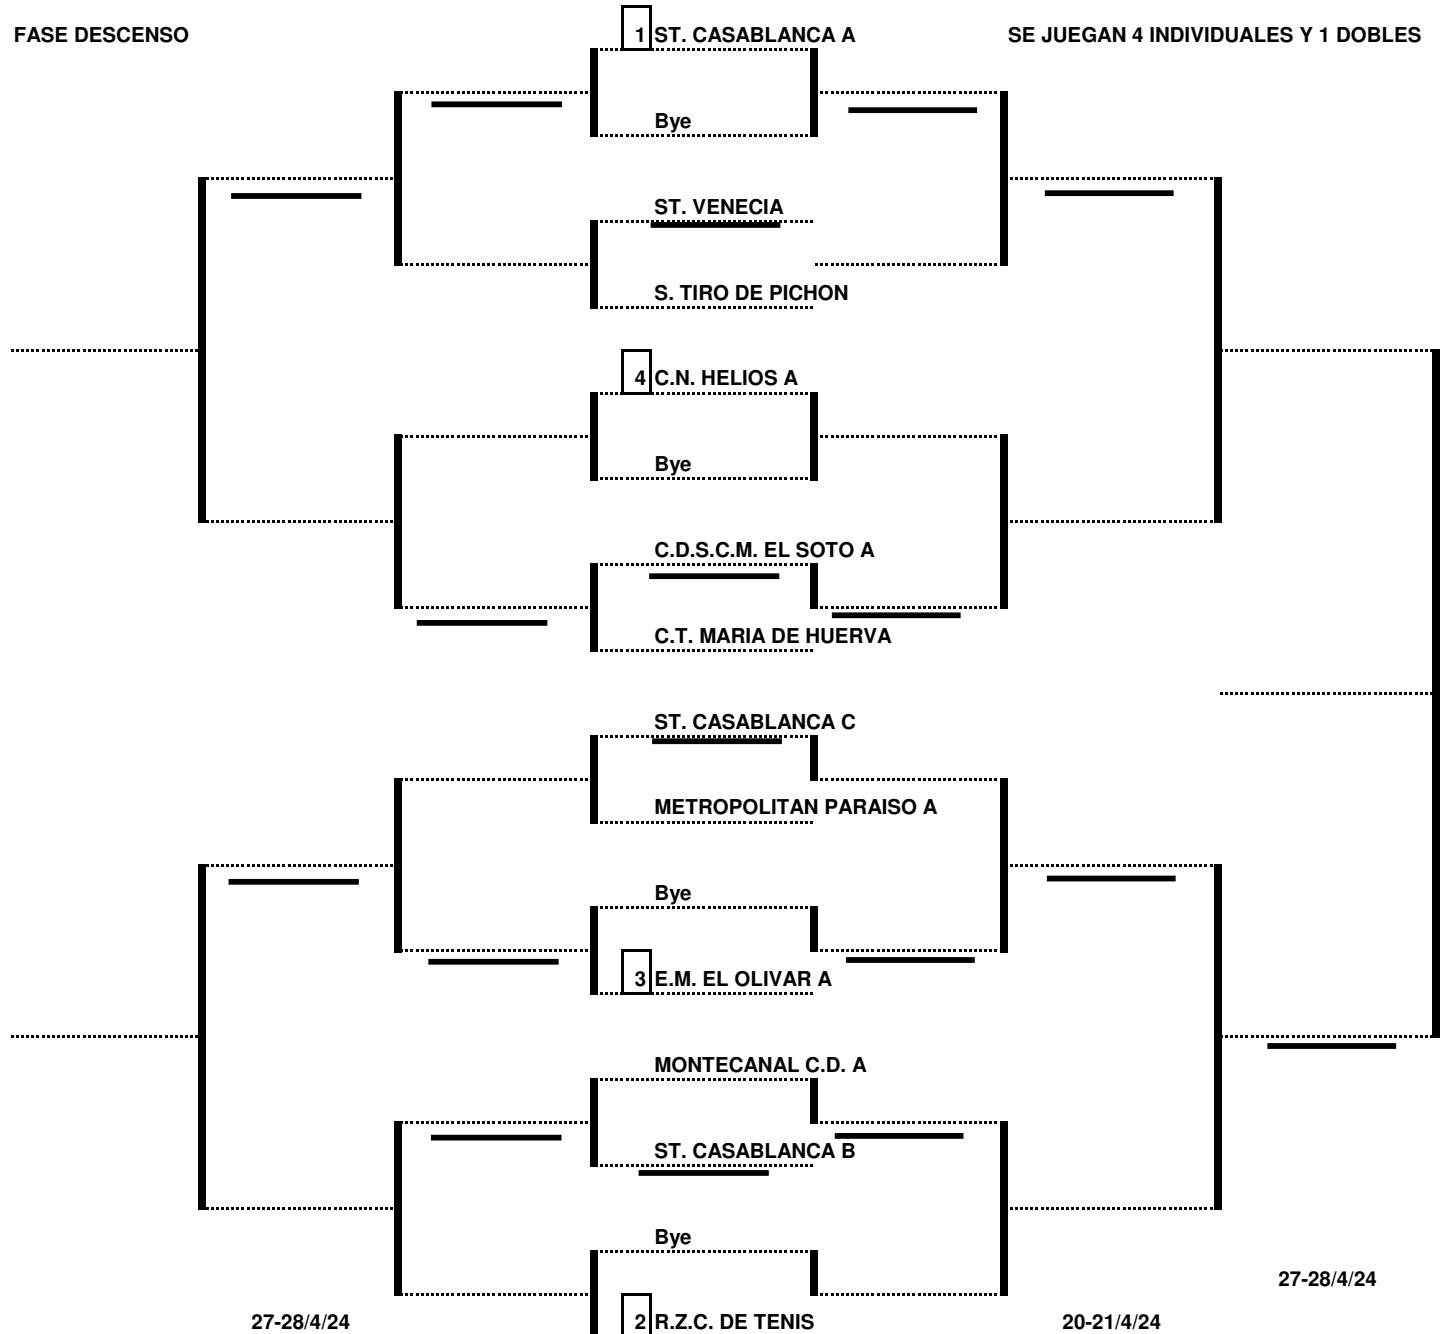 FASE DESCENSO
1 ST. CASABLANCA A
SE JUEGAN 4 INDIVIDUALES Y 1 DOBLES
Bye
ST. VENECIA
S. TIRO DE PICHON
4 C.N. HELIOS A
Bye
C.D.S.C.M. EL SOTO A
C.T. MARIA DE HUERVA
ST. CASABLANCA C
METROPOLITAN PARAISO A
Bye
3 E.M. EL OLIVAR A
MONTECANAL C.D. A
ST. CASABLANCA B
Bye
27-28/4/24
27-28/4/24
2 R.Z.C. DE TENIS
20-21/4/24